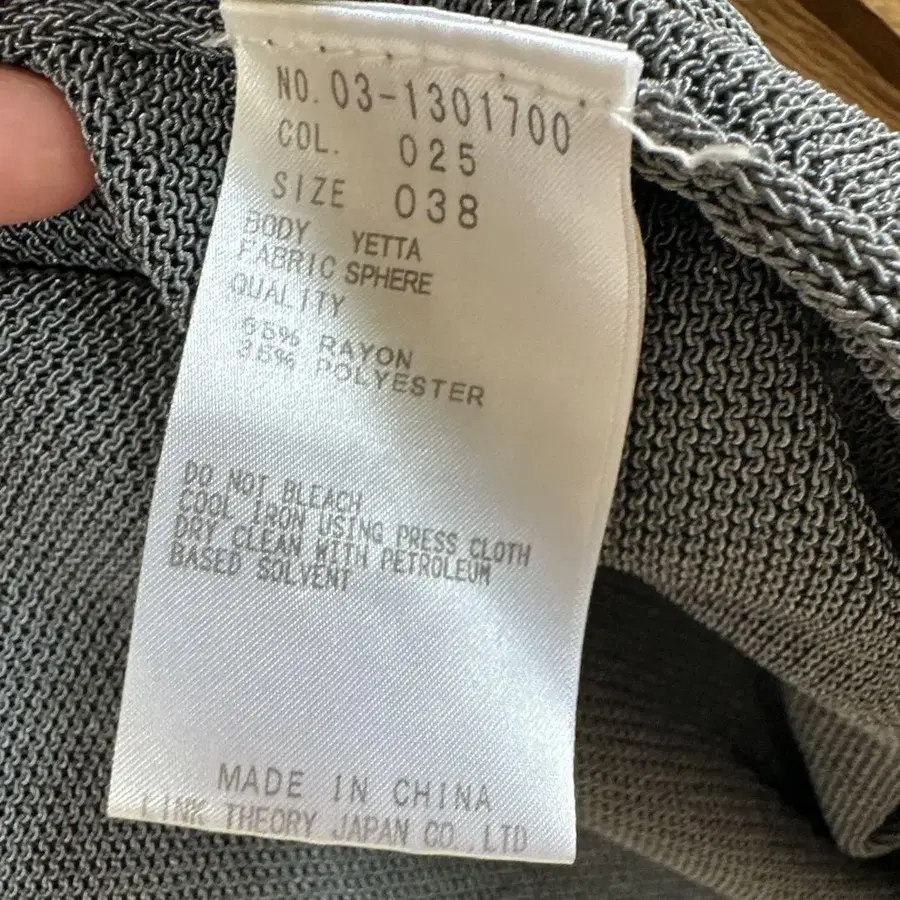 NO. 03-1301700
COL. 025
SIZE 038
BODY YETTA
FABRIC SPHERE
QUALITY
65% RAYON
35% POLYESTER
DO NOT BLEACH
COOL IRON USING PRESS CLOTH
DRY CLEAN WITH PETROLEUM
BASED SOLVENT
MADE IN CHINA
LINK THEORY JAPAN CO.,LTD